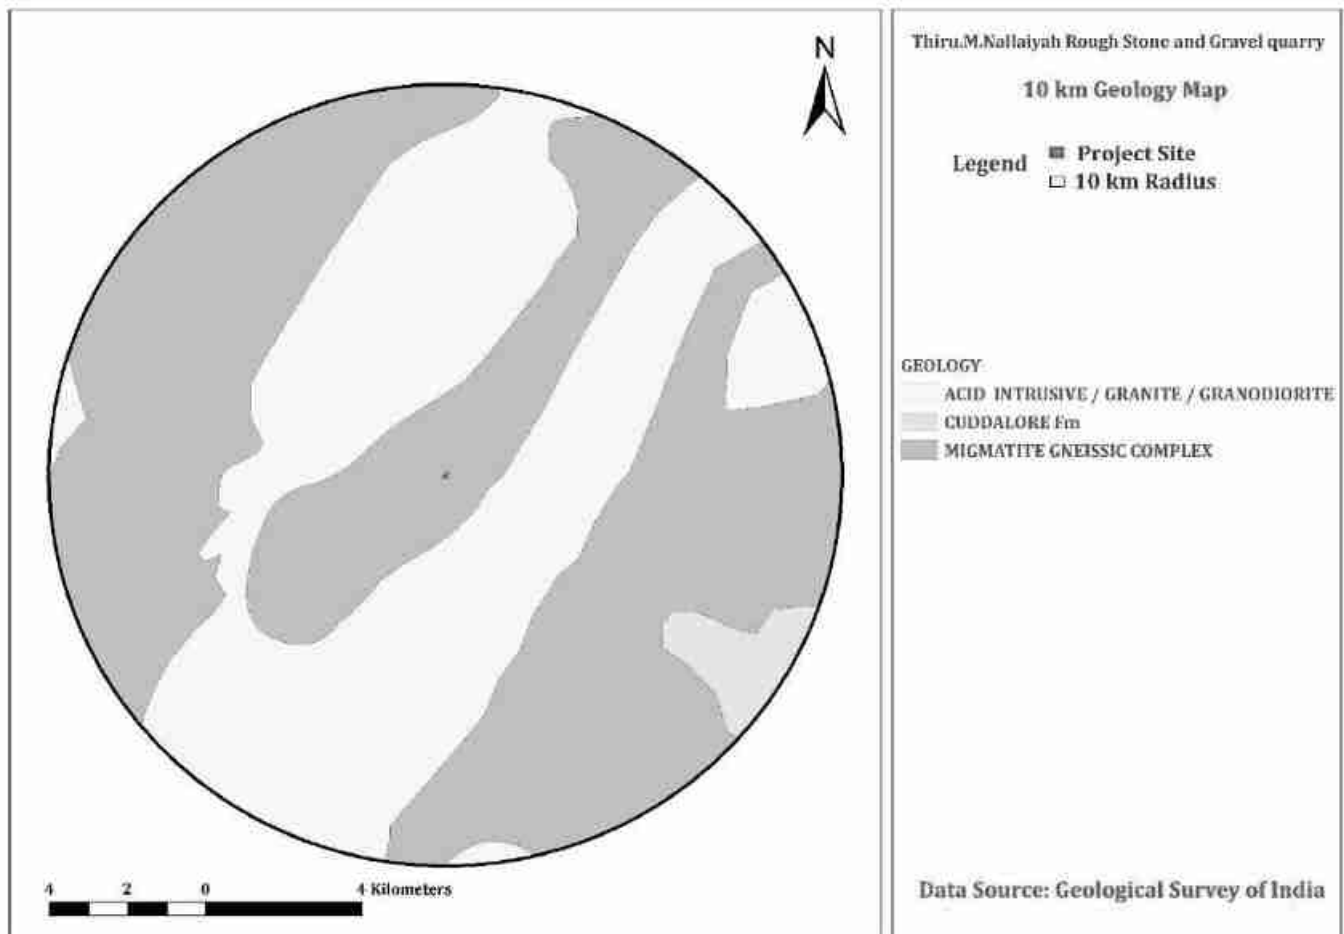 N
4 2 0 4 Kilometers
Thiru.M.Nallaiyah Rough Stone and Gravel quarry
10 km Geology Map
Legend
Project Site
10 km Radius
GEOLOGY
ACID INTRUSIVE / GRANITE / GRANODIORITE
CUDDALORE Fm
MIGMATITE GNEISSIC COMPLEX
Data Source: Geological Survey of India